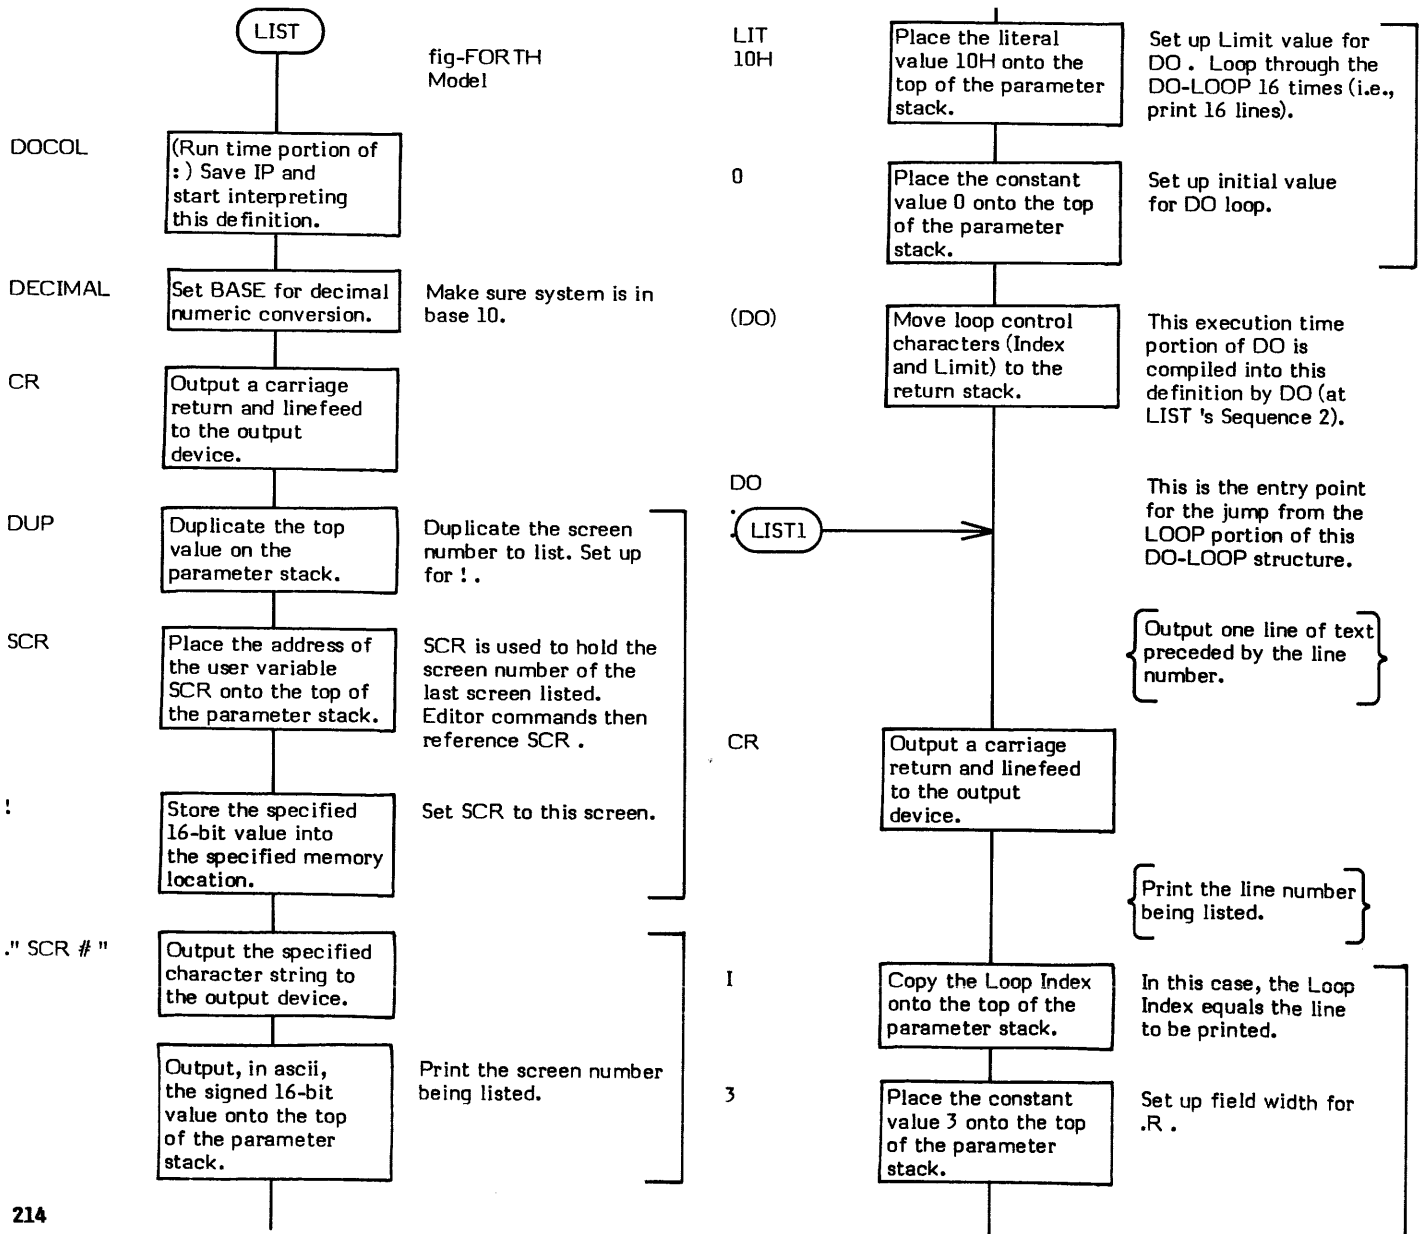 LIST
fig-FORTH
Model
DOCOL
(Run time portion of
: ) Save IP and
start interpreting
this definition.
DECIMAL
Set BASE for decimal
numeric conversion.
Make sure system is in
base 10.
CR
Output a carriage
return and linefeed
to the output
device.
DUP
Duplicate the top
value on the
parameter stack.
Duplicate the screen
number to list. Set up
for ! .
SCR
Place the address of
the user variable
SCR onto the top of
the parameter stack.
SCR is used to hold the
screen number of the
last screen listed.
Editor commands then
reference SCR .
!
Store the specified
16-bit value into
the specified memory
location.
Set SCR to this screen.
." SCR # "
Output the specified
character string to
the output device.
Output, in ascii,
the signed 16-bit
value onto the top
of the parameter
stack.
Print the screen number
being listed.
214
LIT
10H
Place the literal
value 10H onto the
top of the parameter
stack.
Set up Limit value for
DO . Loop through the
DO-LOOP 16 times (i.e.,
print 16 lines).
0
Place the constant
value 0 onto the top
of the parameter
stack.
Set up initial value
for DO loop.
(DO)
Move loop control
characters (Index
and Limit) to the
return stack.
This execution time
portion of DO is
compiled into this
definition by DO (at
LIST 's Sequence 2).
DO
:
LIST1
This is the entry point
for the jump from the
LOOP portion of this
DO-LOOP structure.
Output one line of text
preceded by the line
number.
CR
Output a carriage
return and linefeed
to the output
device.
Print the line number
being listed.
I
Copy the Loop Index
onto the top of the
parameter stack.
In this case, the Loop
Index equals the line
to be printed.
3
Place the constant
value 3 onto the top
of the parameter
stack.
Set up field width for
.R .